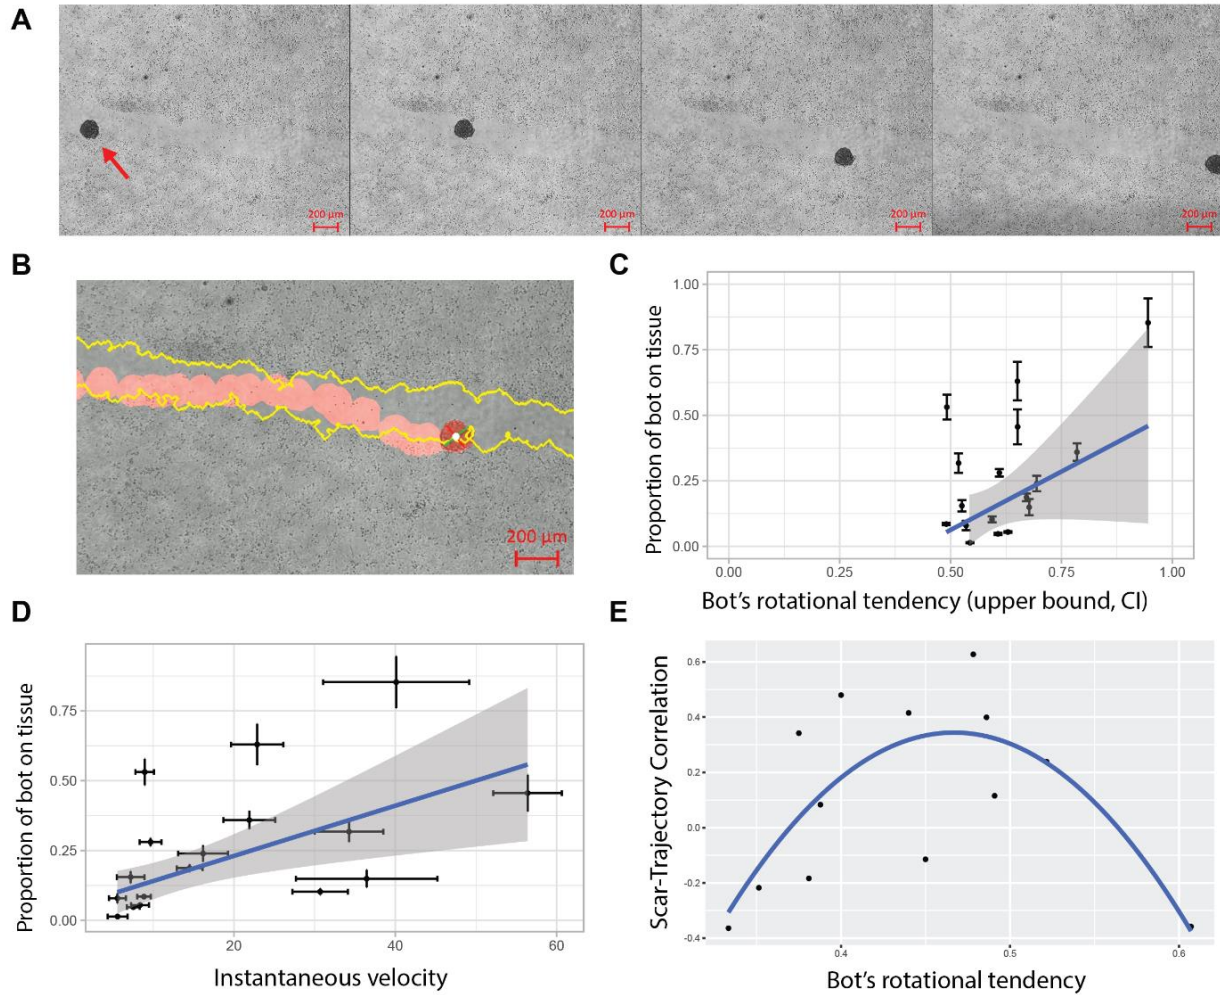 A
200 µm
200 µm
200 µm
200 µm
B
200 µm
C
Proportion of bot on tissue
1.00
0.75
0.50
0.25
0.00
0.00
0.25
0.50
0.75
1.00
Bot's rotational tendency (upper bound, CI)
D
Proportion of bot on tissue
0.75
0.50
0.25
0.00
20
40
60
Instantaneous velocity
E
Scar-Trajectory Correlation
0.6
0.4
0.2
0.0
-0.2
-0.4
0.4
0.5
0.6
Bot's rotational tendency